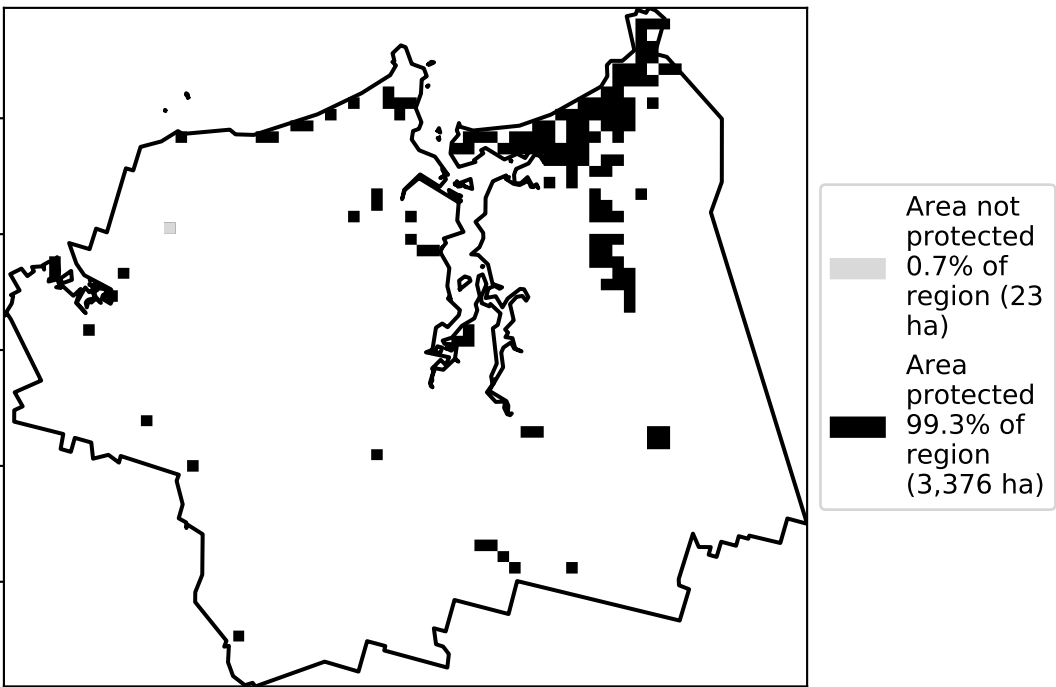 Area not
protected
0.7% of
region (23
ha)
Area
protected
99.3% of
region
(3,376 ha)